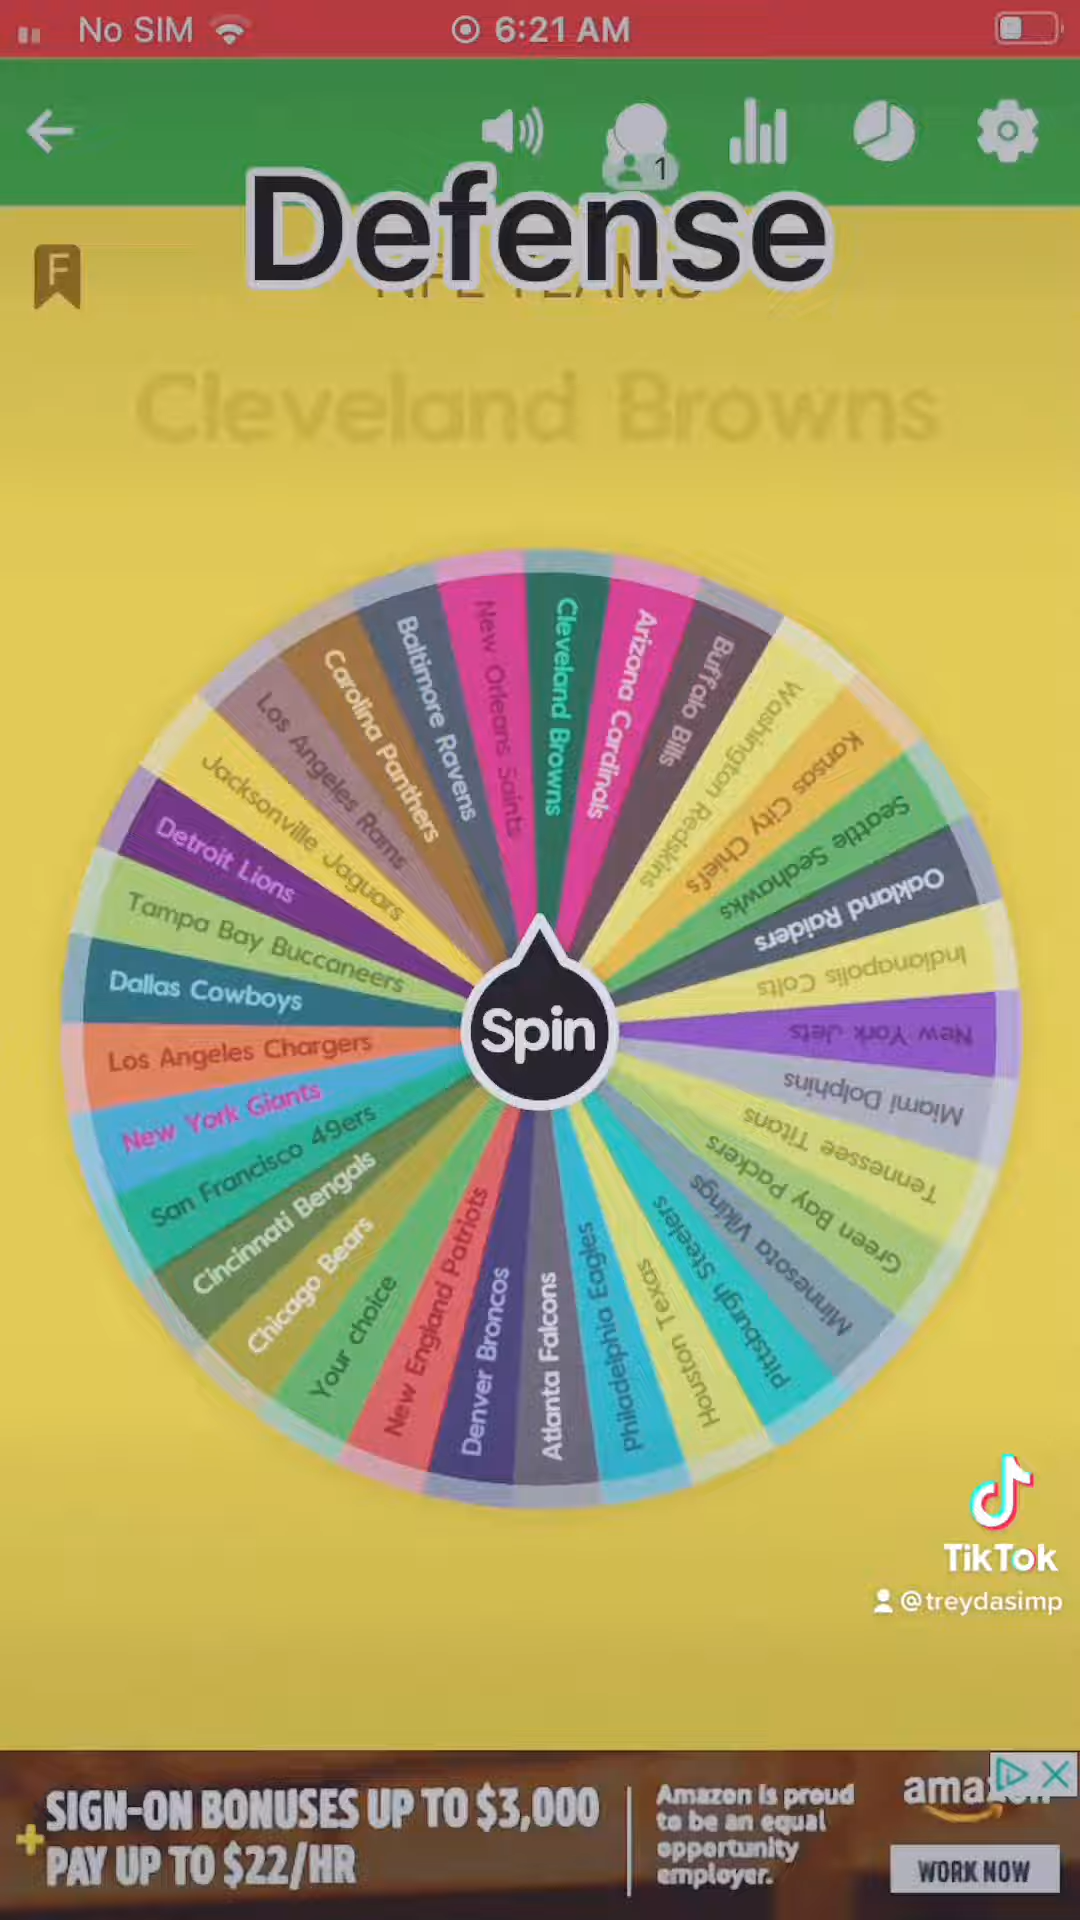 No SIM
6:21 AM
1
Defense
F
NFL TEAMS
Cleveland Browns
Cleveland Browns
Arizona Cardinals
Buffalo Bills
Washington Redskins
Kansas City Chiefs
Seattle Seahawks
Oakland Raiders
Indianapolis Colts
New York Jets
Miami Dolphins
Tennessee Titans
Green Bay Packers
Minnesota Vikings
Pittsburgh Steelers
Houston Texas
Philadelphia Eagles
Atlanta Falcons
Denver Broncos
New England Patriots
Your choice
Chicago Bears
Cincinnati Bengals
San Francisco 49ers
New York Giants
Los Angeles Chargers
Dallas Cowboys
Tampa Bay Buccaneers
Detroit Lions
Jacksonville Jaguars
Los Angeles Rams
Carolina Panthers
Baltimore Ravens
New Orleans Saints
Spin
TikTok
@treydasimp
SIGN-ON BONUSES UP TO $3,000
+ PAY UP TO $22/HR
Amazon is proud
to be an equal
opportunity
employer.
amazon
WORK NOW